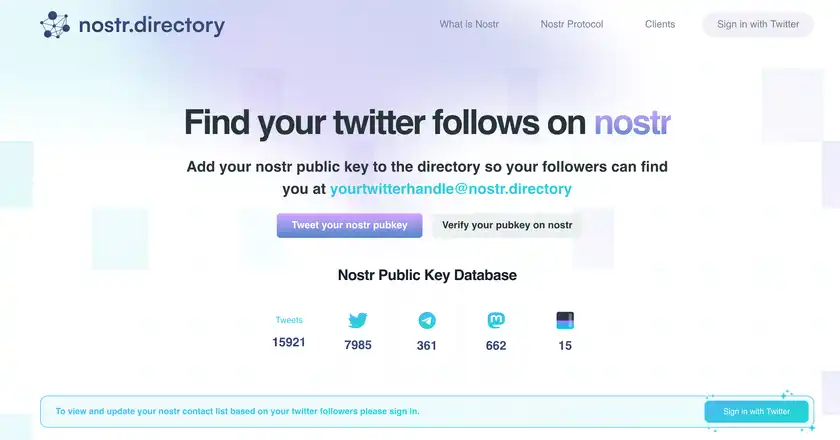 nostr.directory
What is Nostr
Nostr Protocol
Clients
Sign in with Twitter
Find your twitter follows on nostr
Add your nostr public key to the directory so your followers can find
you at yourtwitterhandle@nostr.directory
Tweet your nostr pubkey
Verify your pubkey on nostr
Nostr Public Key Database
Tweets
15921
7985
361
662
15
To view and update your nostr contact list based on your twitter followers please sign in.
Sign in with Twitter